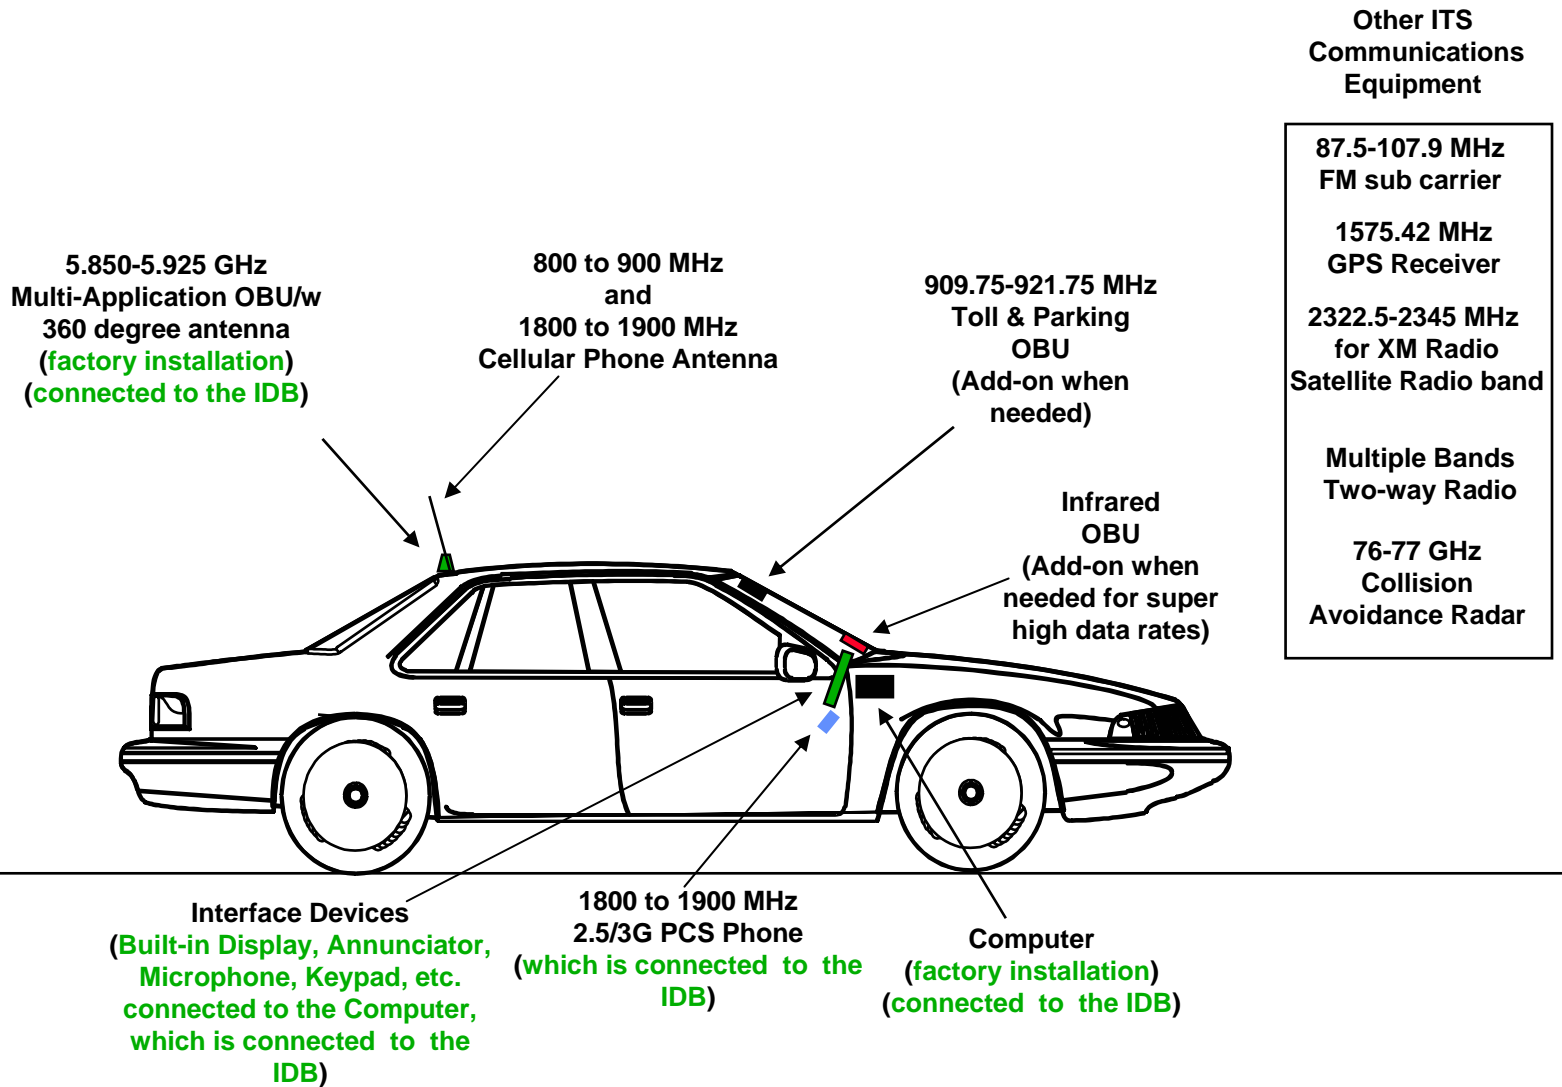 Other ITS
Communications
Equipment
87.5-107.9 MHz
FM sub carrier
1575.42 MHz
GPS Receiver
2322.5-2345 MHz
for XM Radio
Satellite Radio band
Multiple Bands
Two-way Radio
76-77 GHz
Collision
Avoidance Radar
5.850-5.925 GHz
Multi-Application OBU/w
360 degree antenna
(factory installation)
(connected to the IDB)
800 to 900 MHz
and
1800 to 1900 MHz
Cellular Phone Antenna
909.75-921.75 MHz
Toll & Parking
OBU
(Add-on when
needed)
Infrared
OBU
(Add-on when
needed for super
high data rates)
Interface Devices
(Built-in Display, Annunciator,
Microphone, Keypad, etc.
connected to the Computer,
which is connected to the
IDB)
1800 to 1900 MHz
2.5/3G PCS Phone
(which is connected to the
IDB)
Computer
(factory installation)
(connected to the IDB)